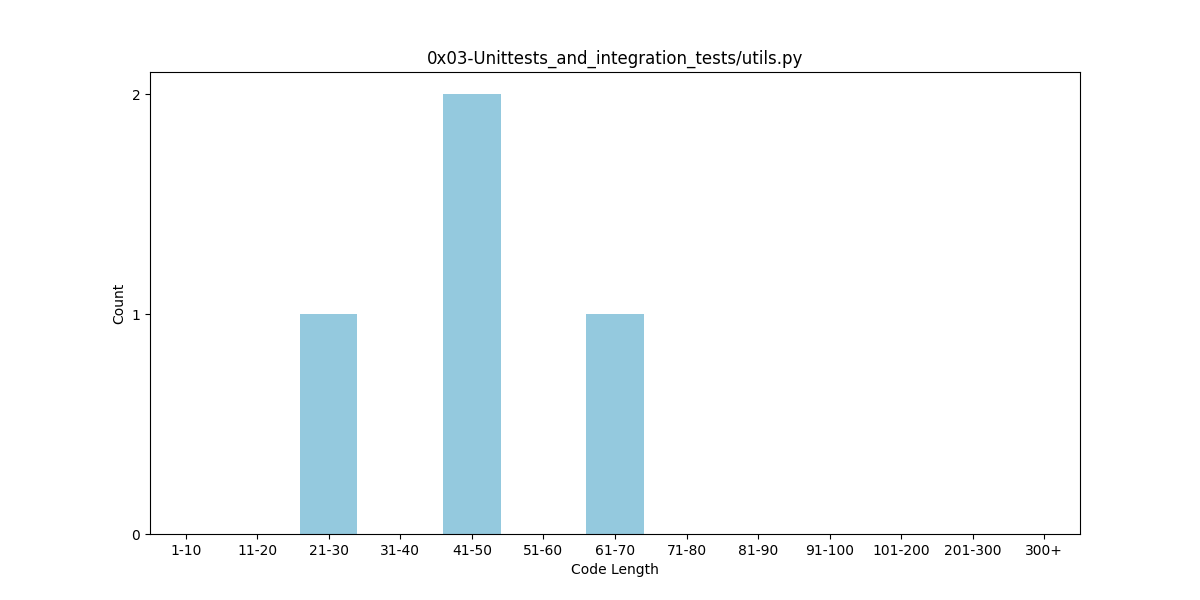 0x03-Unittests_and_integration_tests/utils.py
2
1
0
Count
1-10 11-20 21-30 31-40 41-50 51-60 61-70 71-80 81-90 91-100 101-200 201-300 300+
Code Length